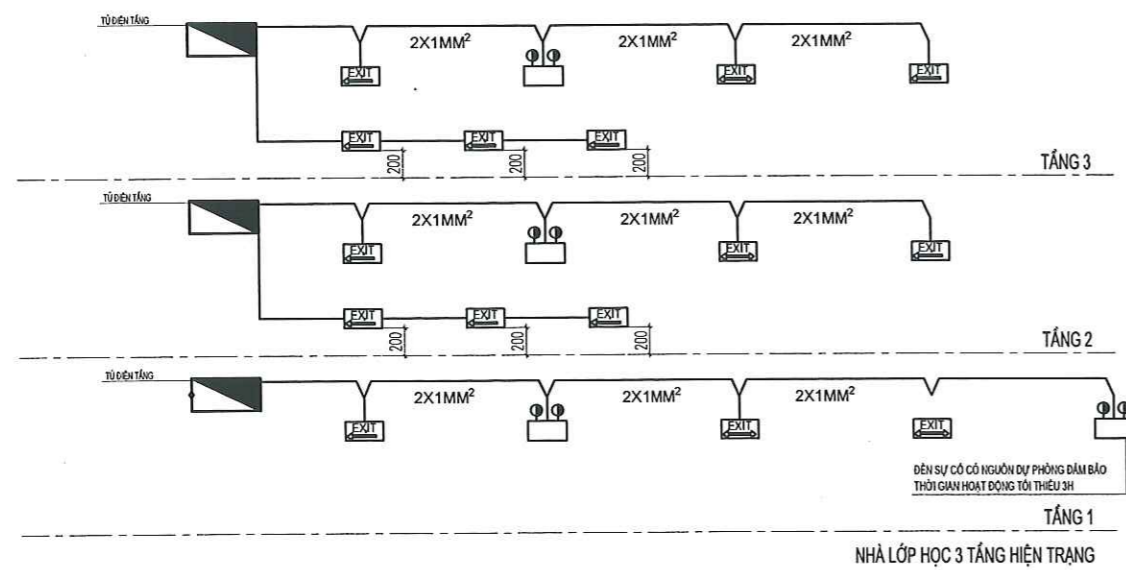 TỦ ĐIỆN TẦNG
2X1MM²
2X1MM²
2X1MM²
EXIT
EXIT
EXIT
EXIT
EXIT
EXIT
200
200
200
TẦNG 3
TỦ ĐIỆN TẦNG
2X1MM²
2X1MM²
2X1MM²
EXIT
EXIT
EXIT
EXIT
EXIT
EXIT
200
200
200
TẦNG 2
TỦ ĐIỆN TẦNG
2X1MM²
2X1MM²
2X1MM²
EXIT
EXIT
EXIT
ĐÈN SỰ CỐ CÓ NGUỒN DỰ PHÒNG ĐẢM BẢO
THỜI GIAN HOẠT ĐỘNG TỐI THIỂU 3H
TẦNG 1
NHÀ LỚP HỌC 3 TẦNG HIỆN TRẠNG